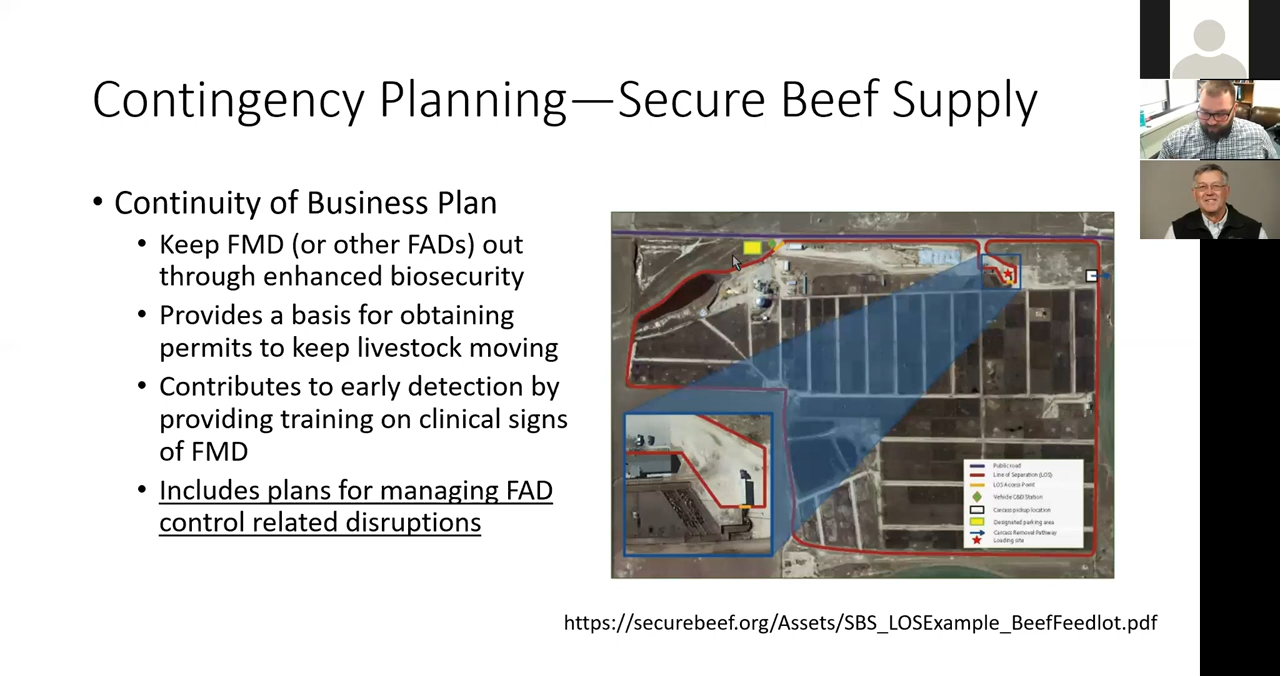 Contingency Planning—Secure Beef Supply
• Continuity of Business Plan
• Keep FMD (or other FADs) out
through enhanced biosecurity
• Provides a basis for obtaining
permits to keep livestock moving
• Contributes to early detection by
providing training on clinical signs
of FMD
• Includes plans for managing FAD
control related disruptions
Public road
Line of Separation (LOS)
LOS Access Point
Vehicle C&D Station
Carcass pickup location
Designated parking area
Carcass Removal Pathway
Loading site
https://securebeef.org/Assets/SBS_LOSExample_BeefFeedlot.pdf